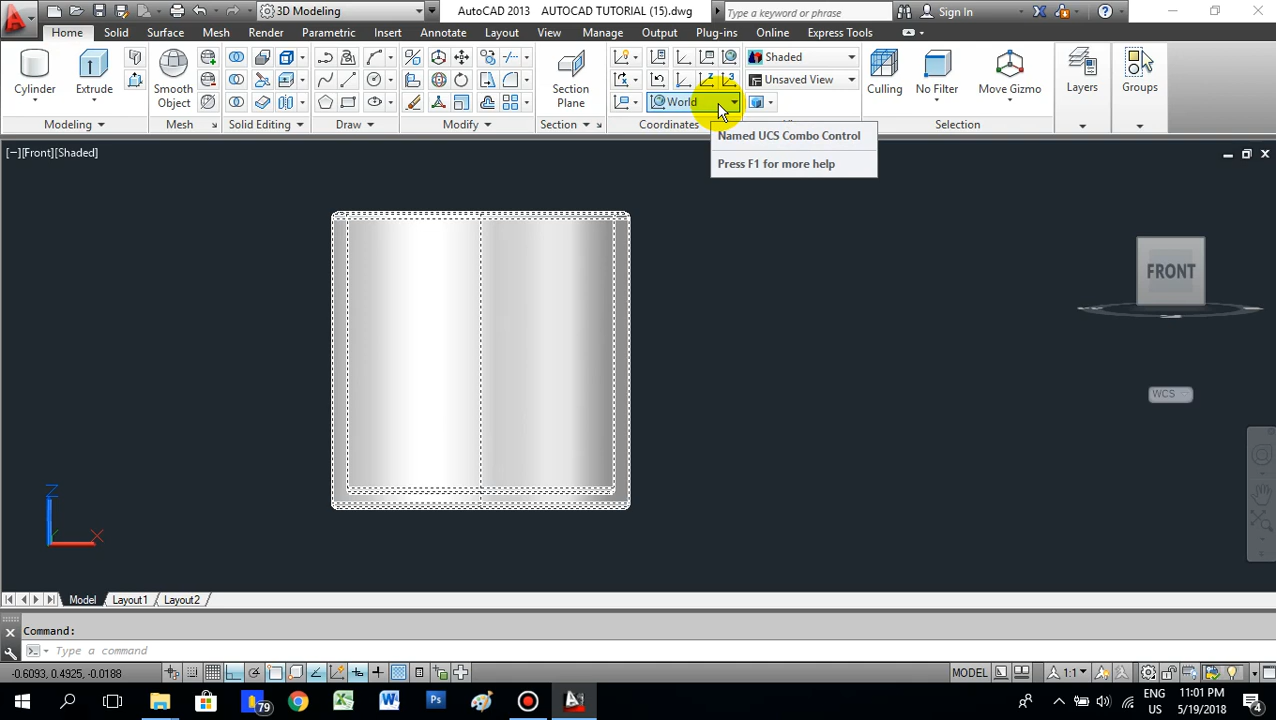 3D Modeling
Autodesk AutoCAD 2013 AUTOCAD TUTORIAL (15).dwg
Type a keyword or phrase
Sign In
Home Solid Surface Mesh Render Parametric Insert Annotate Layout View Manage Output Plug-ins Online Express Tools
Cylinder
Extrude
Smooth
Object
Section
Plane
World
Shaded
Unsaved View
Culling
No Filter
Move Gizmo
Layers
Groups
Modeling
Mesh
Solid Editing
Draw
Modify
Section
Coordinates
Selection
Named UCS Combo Control
Press F1 for more help
[−][Front][Shaded]
FRONT
WCS
Z
X
Model Layout1 Layout2
Command:
Type a command
-0.6093, 0.4925, -0.0188
MODEL
1:1
79
ENG
US
11:01 PM
5/19/2018
4